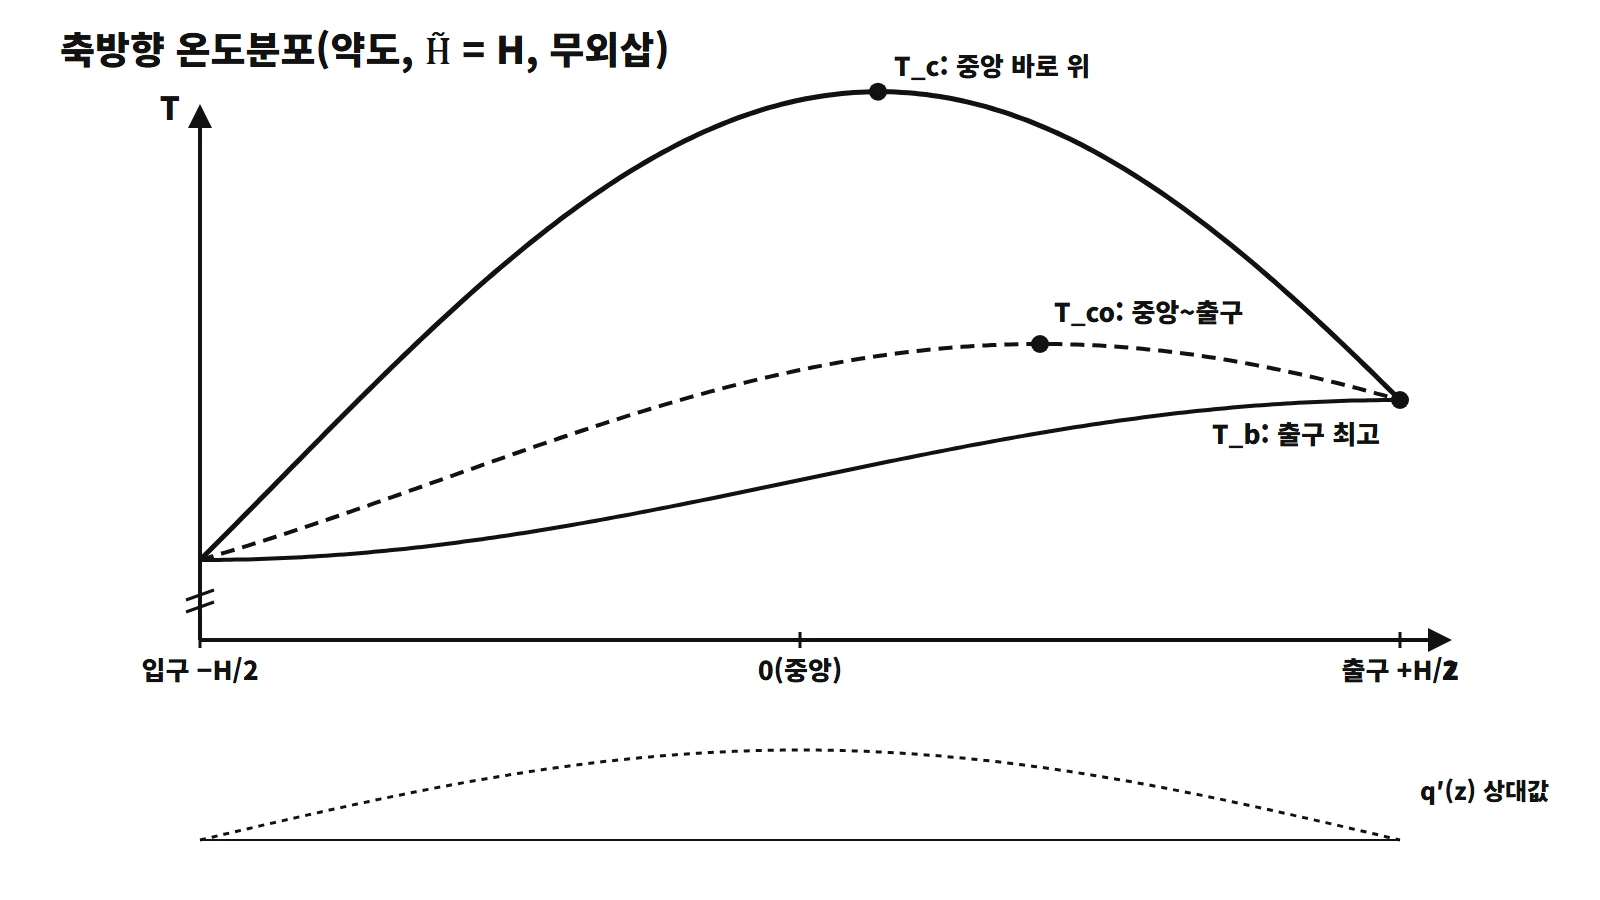 축방향 온도분포(약도, H̃ = H, 무외삽)
T_c: 중앙 바로 위
T
T_co: 중앙~출구
T_b: 출구 최고
입구 −H/2
0(중앙)
출구 +H/2
z
q′(z) 상대값